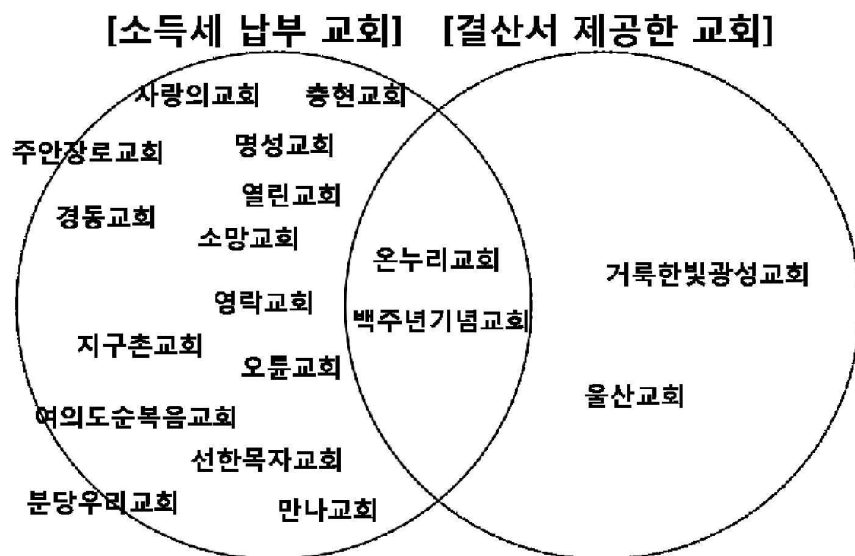 [소득세 납부 교회] [결산서 제공한 교회]
사랑의교회 충현교회
주안장로교회 명성교회
열린교회
경동교회
소망교회
온누리교회 거룩한빛광성교회
영락교회
백주년기념교회
지구촌교회
오륜교회
울산교회
여의도순복음교회
선한목자교회
분당우리교회 만나교회